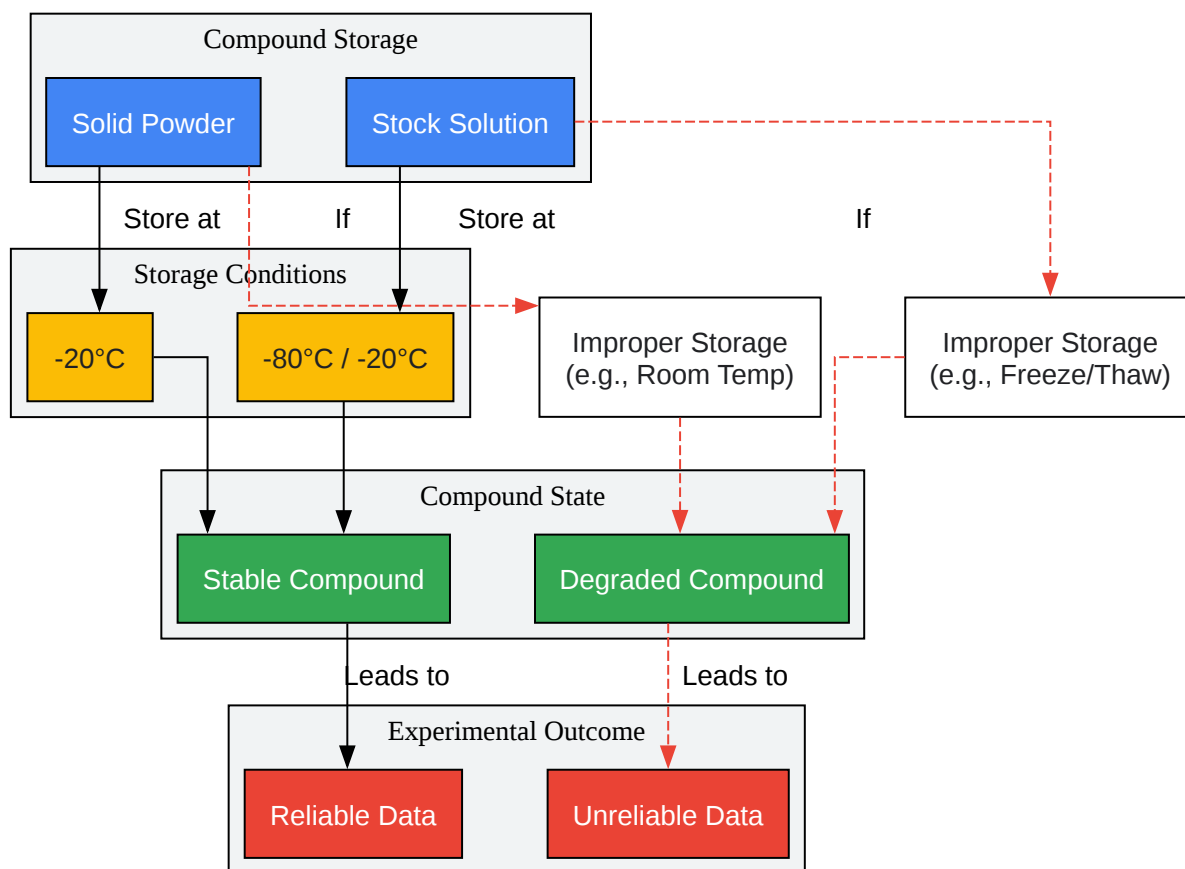 Compound Storage
Solid Powder
Stock Solution
Store at
If
Store at
If
Storage Conditions
-20°C
-80°C / -20°C
Improper Storage
(e.g., Room Temp)
Improper Storage
(e.g., Freeze/Thaw)
Compound State
Stable Compound
Degraded Compound
Leads to
Leads to
Experimental Outcome
Reliable Data
Unreliable Data